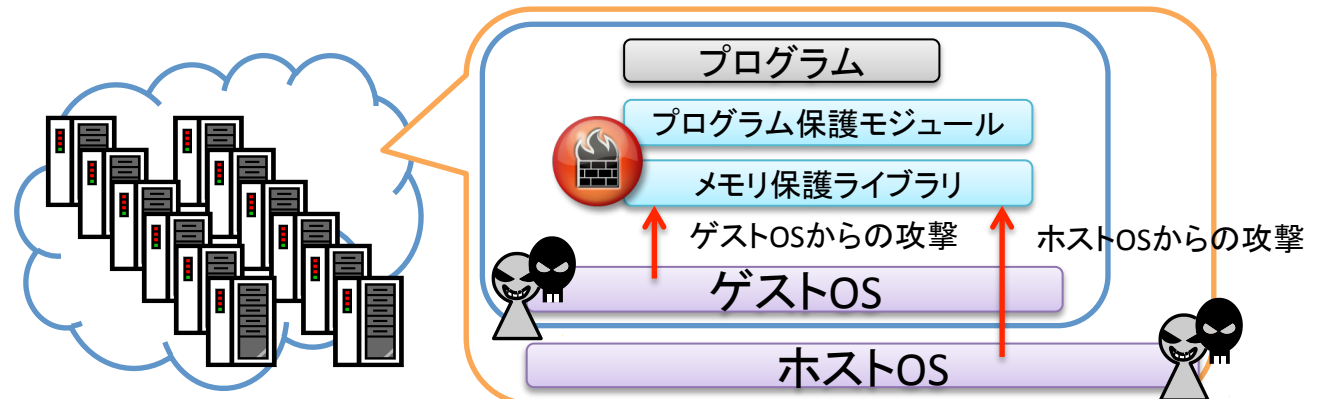 プログラム
プログラム保護モジュール
メモリ保護ライブラリ
ゲストOSからの攻撃
ホストOSからの攻撃
ゲストOS
ホストOS